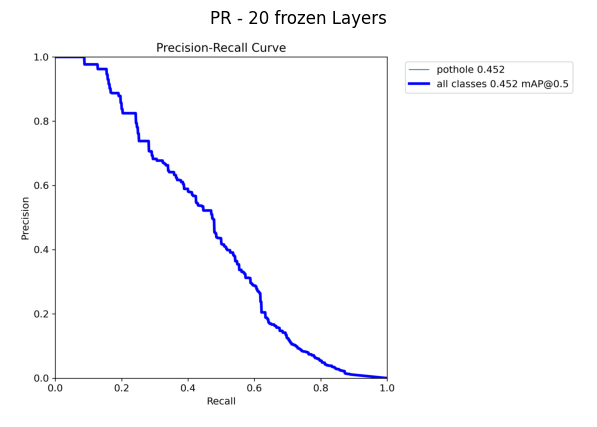 PR - 20 frozen Layers
Precision-Recall Curve
pothole 0.452
all classes 0.452 mAP@0.5
1.0
0.8
0.6
0.4
0.2
0.0
Precision
0.0 0.2 0.4 0.6 0.8 1.0
Recall